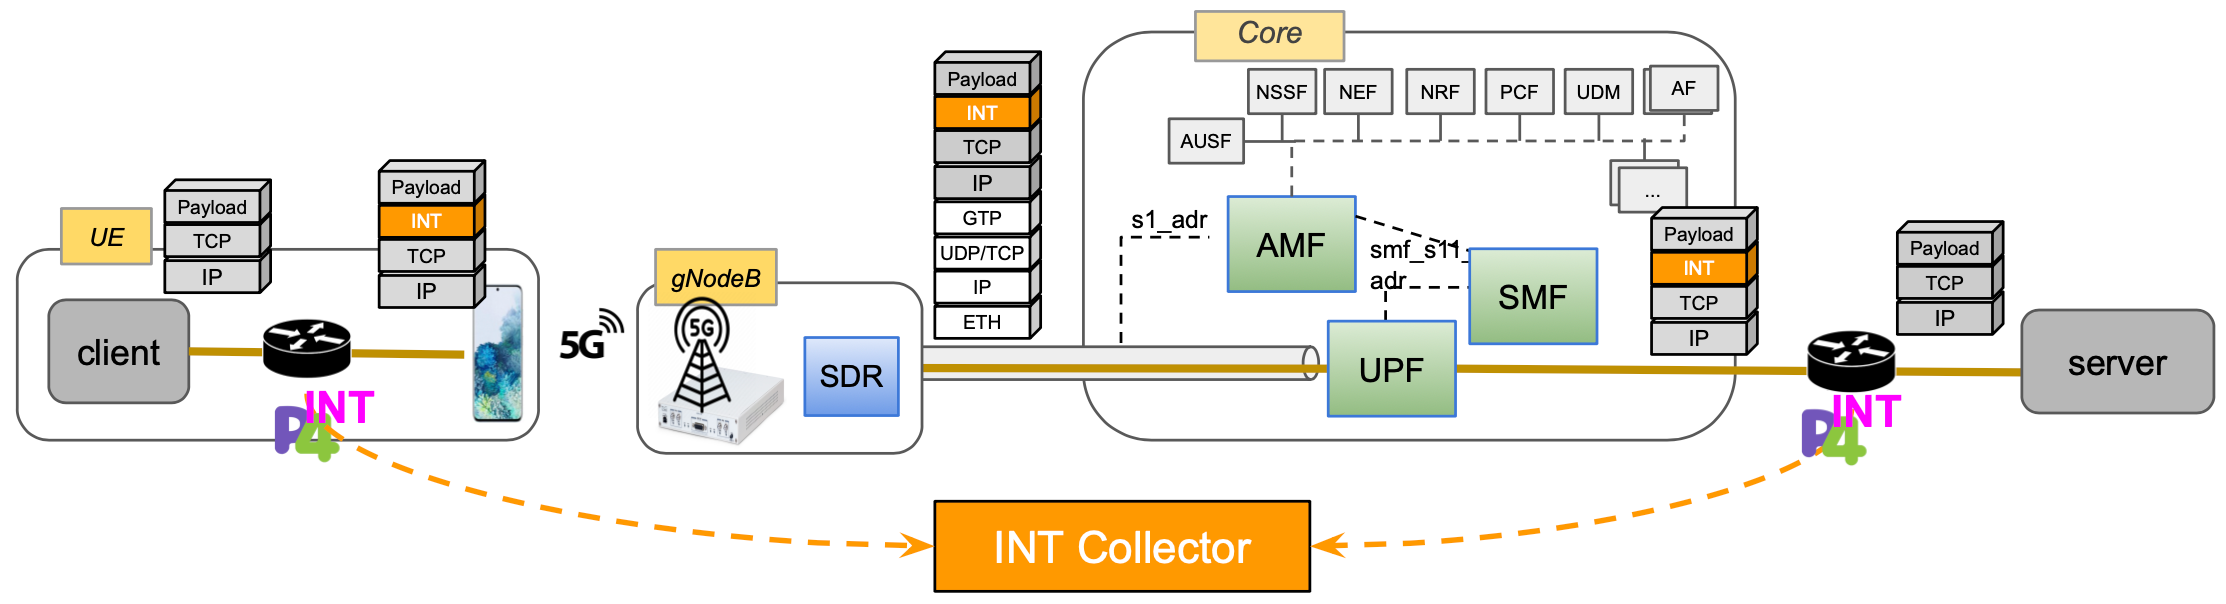 Core
NSSF
NEF
NRF
PCF
UDM
AF
AUSF
...
Payload
INT
TCP
IP
GTP
UDP/TCP
IP
ETH
UE
Payload
TCP
IP
Payload
INT
TCP
IP
client
P4
INT
5G
gNodeB
5G
SDR
s1_adr
AMF
smf_s11_
adr
SMF
UPF
Payload
INT
TCP
IP
Payload
TCP
IP
P4
INT
server
INT Collector